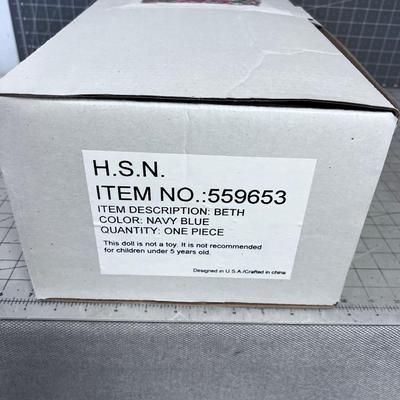 H.S.N.
ITEM NO.:559653
ITEM DESCRIPTION: BETH
COLOR: NAVY BLUE
QUANTITY: ONE PIECE
This doll is not a toy. It is not recommended
for children under 5 years old.
Designed in U.S.A./Crafted in china